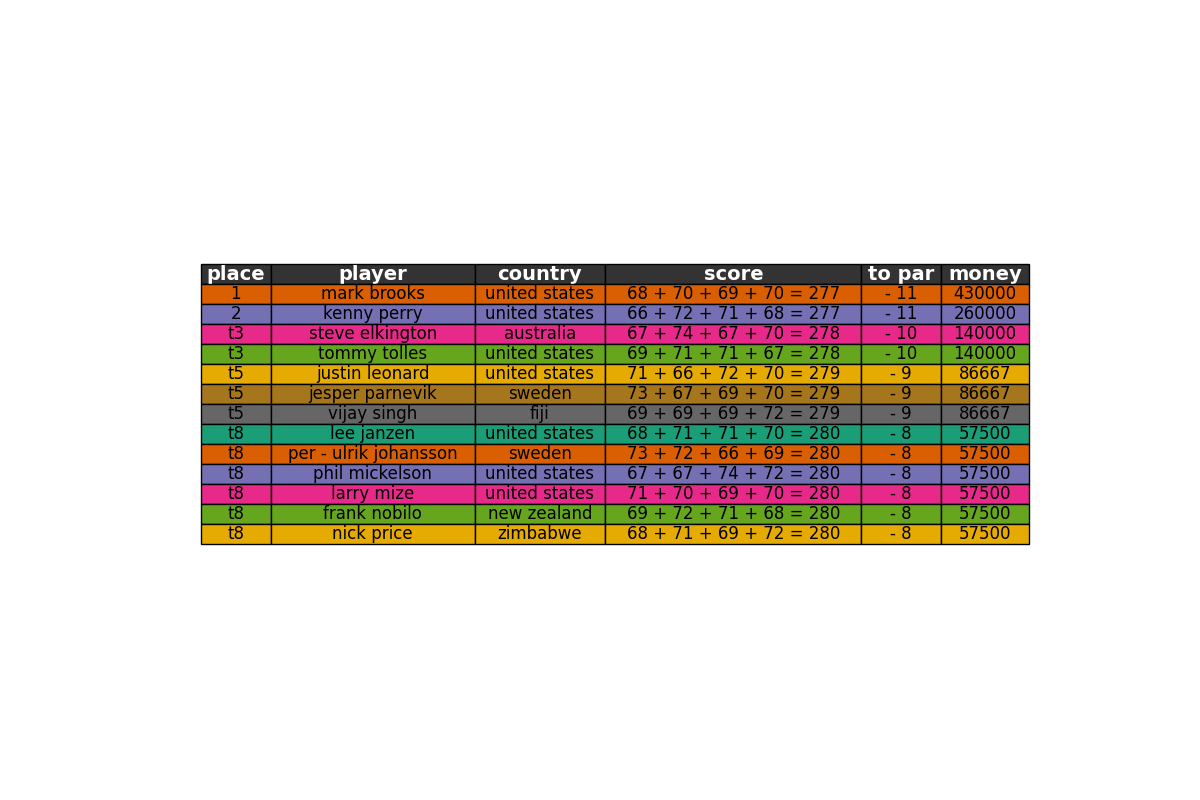 place player country score to par money
1 mark brooks united states 68 + 70 + 69 + 70 = 277 - 11 430000
2 kenny perry united states 66 + 72 + 71 + 68 = 277 - 11 260000
t3 steve elkington australia 67 + 74 + 67 + 70 = 278 - 10 140000
t3 tommy tolles united states 69 + 71 + 71 + 67 = 278 - 10 140000
t5 justin leonard united states 71 + 66 + 72 + 70 = 279 - 9 86667
t5 jesper parnevik sweden 73 + 67 + 69 + 70 = 279 - 9 86667
t5 vijay singh fiji 69 + 69 + 69 + 72 = 279 - 9 86667
t8 lee janzen united states 68 + 71 + 71 + 70 = 280 - 8 57500
t8 per - ulrik johansson sweden 73 + 72 + 66 + 69 = 280 - 8 57500
t8 phil mickelson united states 67 + 67 + 74 + 72 = 280 - 8 57500
t8 larry mize united states 71 + 70 + 69 + 70 = 280 - 8 57500
t8 frank nobilo new zealand 69 + 72 + 71 + 68 = 280 - 8 57500
t8 nick price zimbabwe 68 + 71 + 69 + 72 = 280 - 8 57500